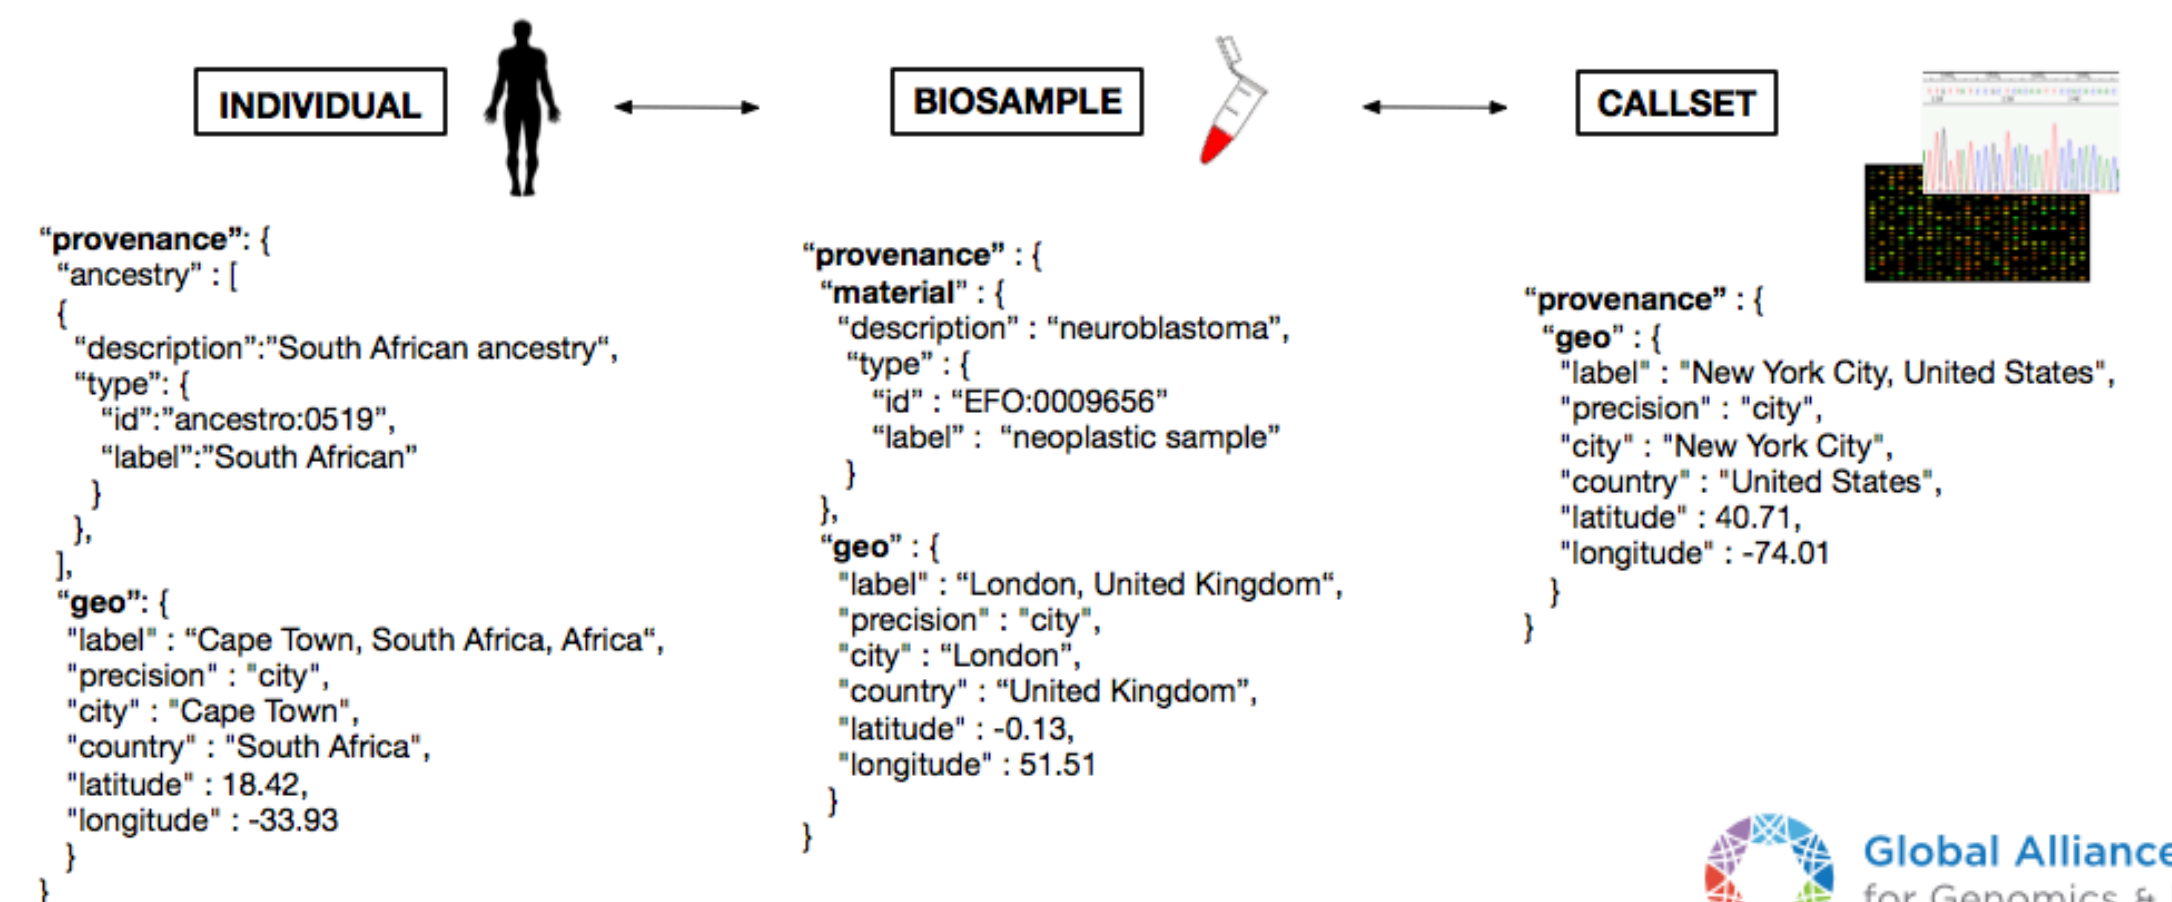 INDIVIDUAL
“provenance”: {
“ancestry” : [
{
“description”:”South African ancestry“,
“type”: {
“id”:”ancestro:0519”,
“label”:”South African”
}
},
],
“geo”: {
"label" : “Cape Town, South Africa, Africa“,
"precision" : "city",
"city" : "Cape Town",
"country" : "South Africa",
"latitude" : 18.42,
"longitude" : -33.93
}
}
BIOSAMPLE
“provenance” : {
“material” : {
“description” : “neuroblastoma”,
“type” : {
“id” : “EFO:0009656”
“label” : “neoplastic sample”
}
},
“geo” : {
"label" : “London, United Kingdom“,
"precision" : "city",
"city" : “London”,
"country" : “United Kingdom”,
"latitude" : -0.13,
"longitude" : 51.51
}
}
CALLSET
“provenance” : {
“geo” : {
"label" : "New York City, United States",
"precision" : "city",
"city" : "New York City",
"country" : "United States",
"latitude" : 40.71,
"longitude" : -74.01
}
}
Global Alliance
for Genomics &